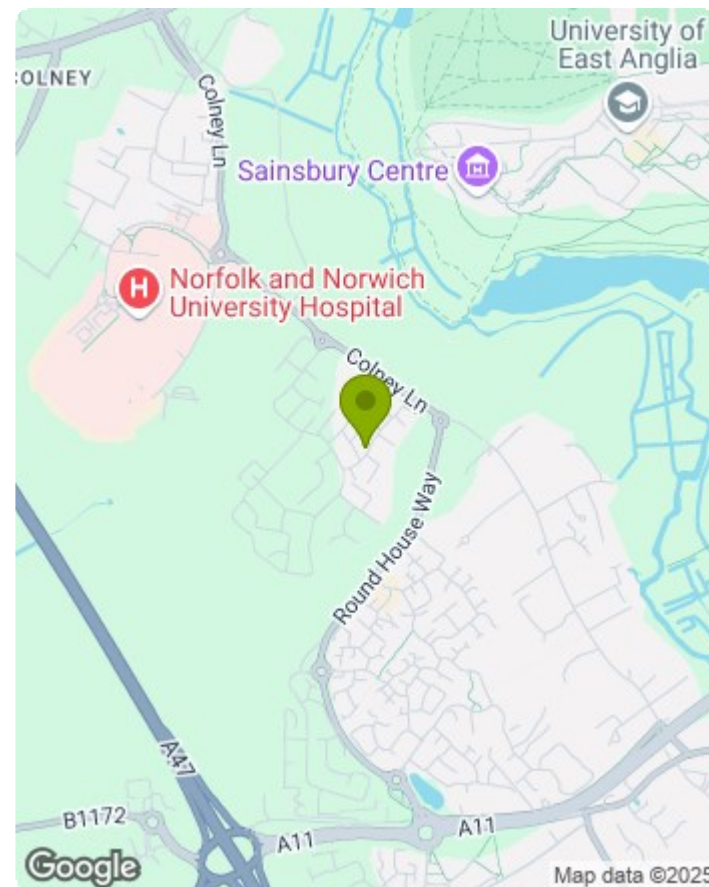 University of
East Anglia
COLNEY
Colney Ln
Sainsbury Centre
Norfolk and Norwich
University Hospital
H
Colney Ln
Round House Way
A47
B1172
A11
A11
Google
Map data ©2025